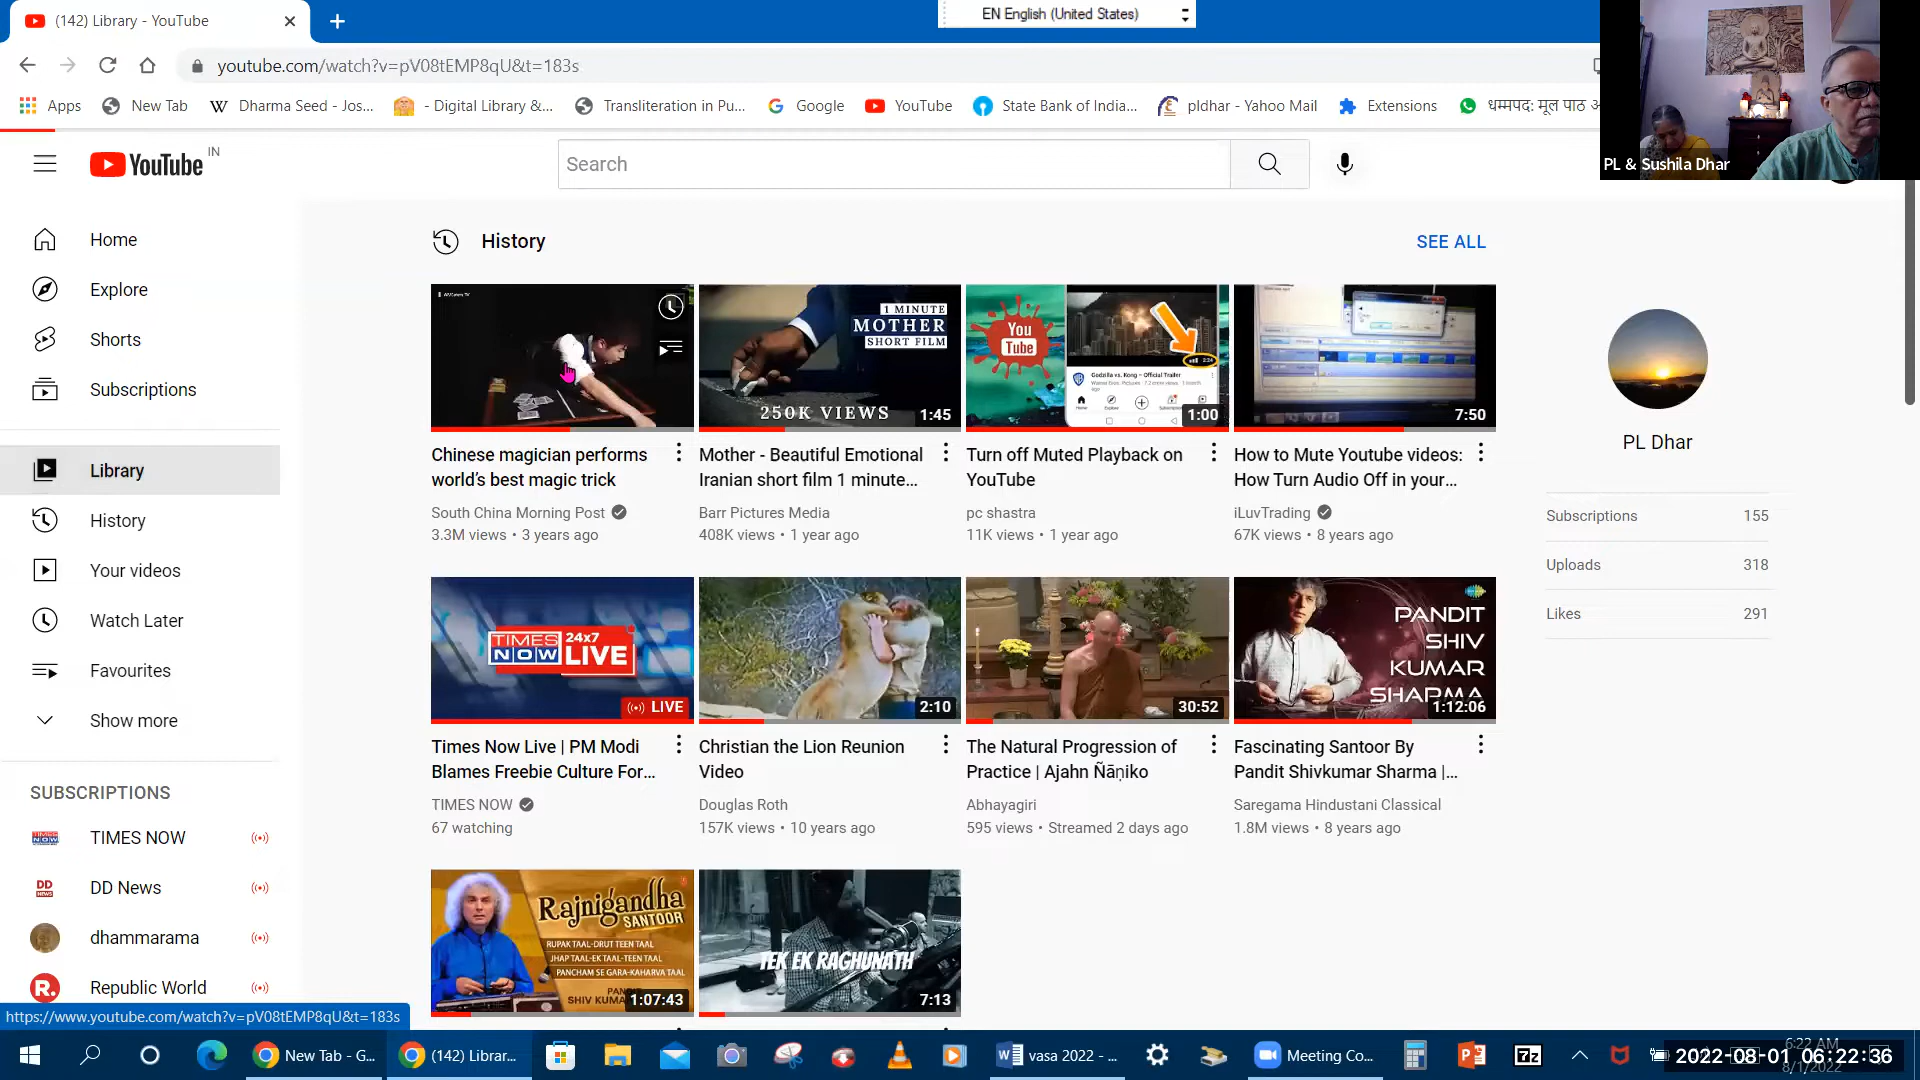 (142) Library - YouTube
EN English (United States)
youtube.com/watch?v=pV08tEMP8qU&t=183s
Apps
New Tab
Dharma Seed - Jos...
- Digital Library &...
Transliteration in Pu...
Google
YouTube
State Bank of India...
pldhar - Yahoo Mail
Extensions
धम्मपद: मूल पाठ
PL & Sushila Dhar
YouTube IN
Search
Home
Explore
Shorts
Subscriptions
Library
History
Your videos
Watch Later
Favourites
Show more
SUBSCRIPTIONS
TIMES NOW
DD News
dhammarama
Republic World
History
SEE ALL
1 MINUTE
MOTHER
SHORT FILM
250K VIEWS
1:45
You
Tube
Godzilla vs. Kong – Official Trailer
1:00
7:50
Chinese magician performs
world's best magic trick
South China Morning Post
3.3M views • 3 years ago
Mother - Beautiful Emotional
Iranian short film 1 minute...
Barr Pictures Media
408K views • 1 year ago
Turn off Muted Playback on
YouTube
pc shastra
11K views • 1 year ago
How to Mute Youtube videos:
How Turn Audio Off in your...
iLuvTrading
67K views • 8 years ago
TIMES NOW 24x7 LIVE
LIVE
2:10
30:52
PANDIT
SHIV
KUMAR
SHARMA
1:12:06
Times Now Live | PM Modi
Blames Freebie Culture For...
TIMES NOW
67 watching
Christian the Lion Reunion
Video
Douglas Roth
157K views • 10 years ago
The Natural Progression of
Practice | Ajahn Ñāṇiko
Abhayagiri
595 views • Streamed 2 days ago
Fascinating Santoor By
Pandit Shivkumar Sharma |...
Saregama Hindustani Classical
1.8M views • 8 years ago
Rajnigandha
SANTOOR
RUPAK TAAL-DRUT TEEN TAAL
JHAP TAAL-EK TAAL-TEEN TAAL
PANCHAM SE GARA-KAHARVA TAAL
SHIV KUMA
1:07:43
TEK EK RAGHUNATH
7:13
PL Dhar
Subscriptions 155
Uploads 318
Likes 291
https://www.youtube.com/watch?v=pV08tEMP8qU&t=183s
New Tab - G...
(142) Librar...
vasa 2022 - ...
Meeting Co...
6:22 AM
8/1/2022
2022-08-01 06:22:36